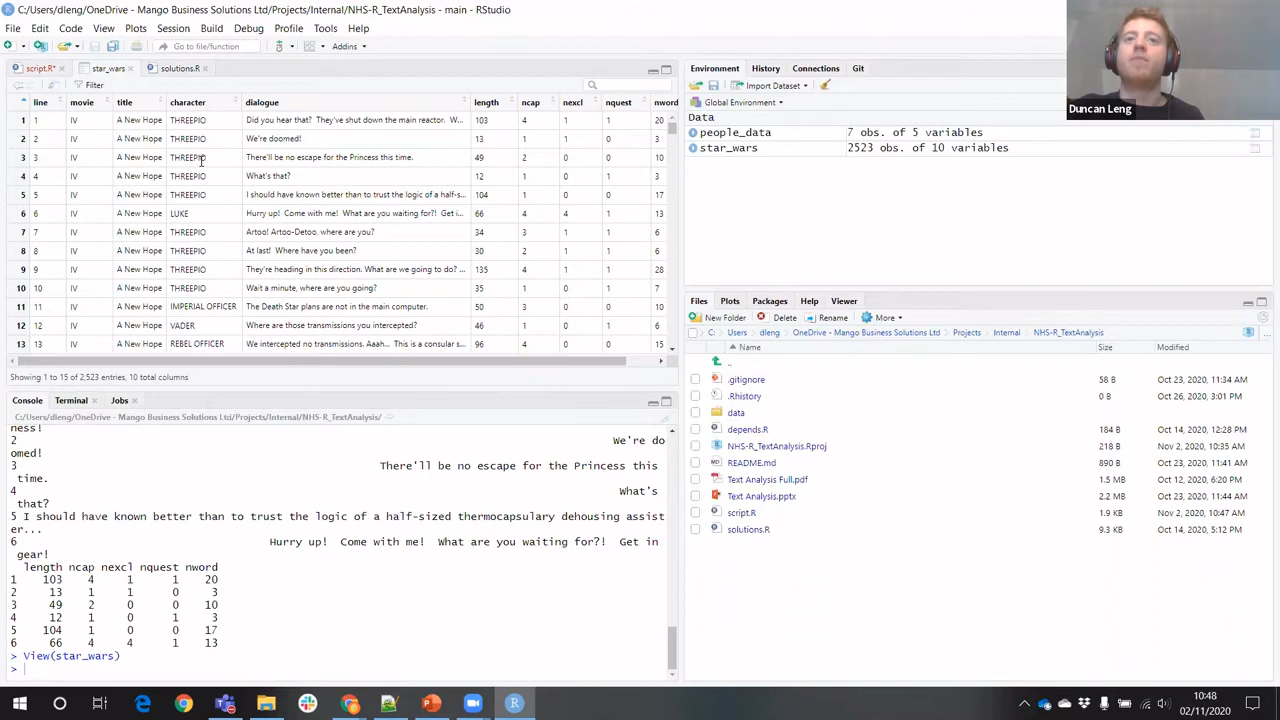 C:/Users/dleng/OneDrive - Mango Business Solutions Ltd/Projects/Internal/NHS-R_TextAnalysis - main - RStudio
File Edit Code View Plots Session Build Debug Profile Tools Help
Go to file/function Addins
script.R* star_wars solutions.R
Filter
line movie title character dialogue length ncap nexcl nquest nword
1 1 IV A New Hope THREEPIO Did you hear that? They've shut down the main reactor. W... 103 4 1 1 20
2 2 IV A New Hope THREEPIO We're doomed! 13 1 1 0 3
3 3 IV A New Hope THREEPIO There'll be no escape for the Princess this time. 49 2 0 0 10
4 4 IV A New Hope THREEPIO What's that? 12 1 0 1 3
5 5 IV A New Hope THREEPIO I should have known better than to trust the logic of a half-s... 104 1 0 0 17
6 6 IV A New Hope LUKE Hurry up! Come with me! What are you waiting for?! Get i... 66 4 4 1 13
7 7 IV A New Hope THREEPIO Artoo! Artoo-Detoo, where are you? 34 3 1 1 6
8 8 IV A New Hope THREEPIO At last! Where have you been? 30 2 1 1 6
9 9 IV A New Hope THREEPIO They're heading in this direction. What are we going to do? ... 135 4 1 1 28
10 10 IV A New Hope THREEPIO Wait a minute, where are you going? 35 1 0 1 7
11 11 IV A New Hope IMPERIAL OFFICER The Death Star plans are not in the main computer. 50 3 0 0 10
12 12 IV A New Hope VADER Where are those transmissions you intercepted? 46 1 0 1 6
13 13 IV A New Hope REBEL OFFICER We intercepted no transmissions. Aaah... This is a consular s... 96 4 0 0 15
Showing 1 to 15 of 2,523 entries, 10 total columns
Console Terminal Jobs
C:/Users/dleng/OneDrive - Mango Business Solutions Ltd/Projects/Internal/NHS-R_TextAnalysis/
ness!
2 We're do
omed!
3 There'll be no escape for the Princess this
time.
4 What's
that?
5 I should have known better than to trust the logic of a half-sized thermocapsulary dehousing assist
er...
6 Hurry up! Come with me! What are you waiting for?! Get in
gear!
length ncap nexcl nquest nword
1 103 4 1 1 20
2 13 1 1 0 3
3 49 2 0 0 10
4 12 1 0 1 3
5 104 1 0 0 17
6 66 4 4 1 13
> View(star_wars)
>
Environment History Connections Git
Import Dataset
Global Environment
Data
people_data 7 obs. of 5 variables
star_wars 2523 obs. of 10 variables
Files Plots Packages Help Viewer
New Folder Delete Rename More
C: Users dleng OneDrive - Mango Business Solutions Ltd Projects Internal NHS-R_TextAnalysis ...
Name Size Modified
..
.gitignore 58 B Oct 23, 2020, 11:34 AM
.Rhistory 0 B Oct 26, 2020, 3:01 PM
data
depends.R 184 B Oct 14, 2020, 12:28 PM
NHS-R_TextAnalysis.Rproj 218 B Nov 2, 2020, 10:35 AM
README.md 890 B Oct 23, 2020, 11:41 AM
Text Analysis Full.pdf 1.5 MB Oct 12, 2020, 6:20 PM
Text Analysis.pptx 2.2 MB Oct 23, 2020, 11:44 AM
script.R 1.9 KB Nov 2, 2020, 10:47 AM
solutions.R 9.3 KB Oct 14, 2020, 5:12 PM
Duncan Leng
10:48
02/11/2020